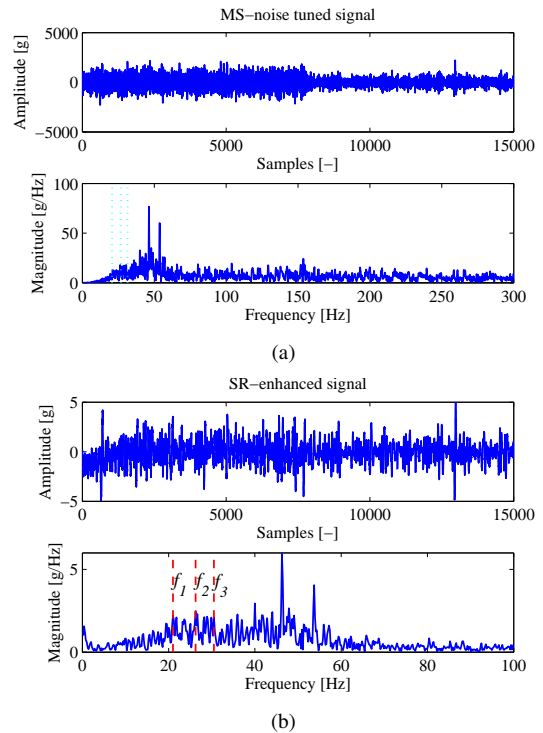 MS−noise tuned signal
Amplitude [g]
5000
0
−5000
0 5000 10000 15000
Samples [−]
Magnitude [g/Hz]
100
50
0
0 50 100 150 200 250 300
Frequency [Hz]
(a)
SR−enhanced signal
Amplitude [g]
5
0
−5
0 5000 10000 15000
Samples [−]
Magnitude [g/Hz]
5
0
f1 f2 f3
0 20 40 60 80 100
Frequency [Hz]
(b)